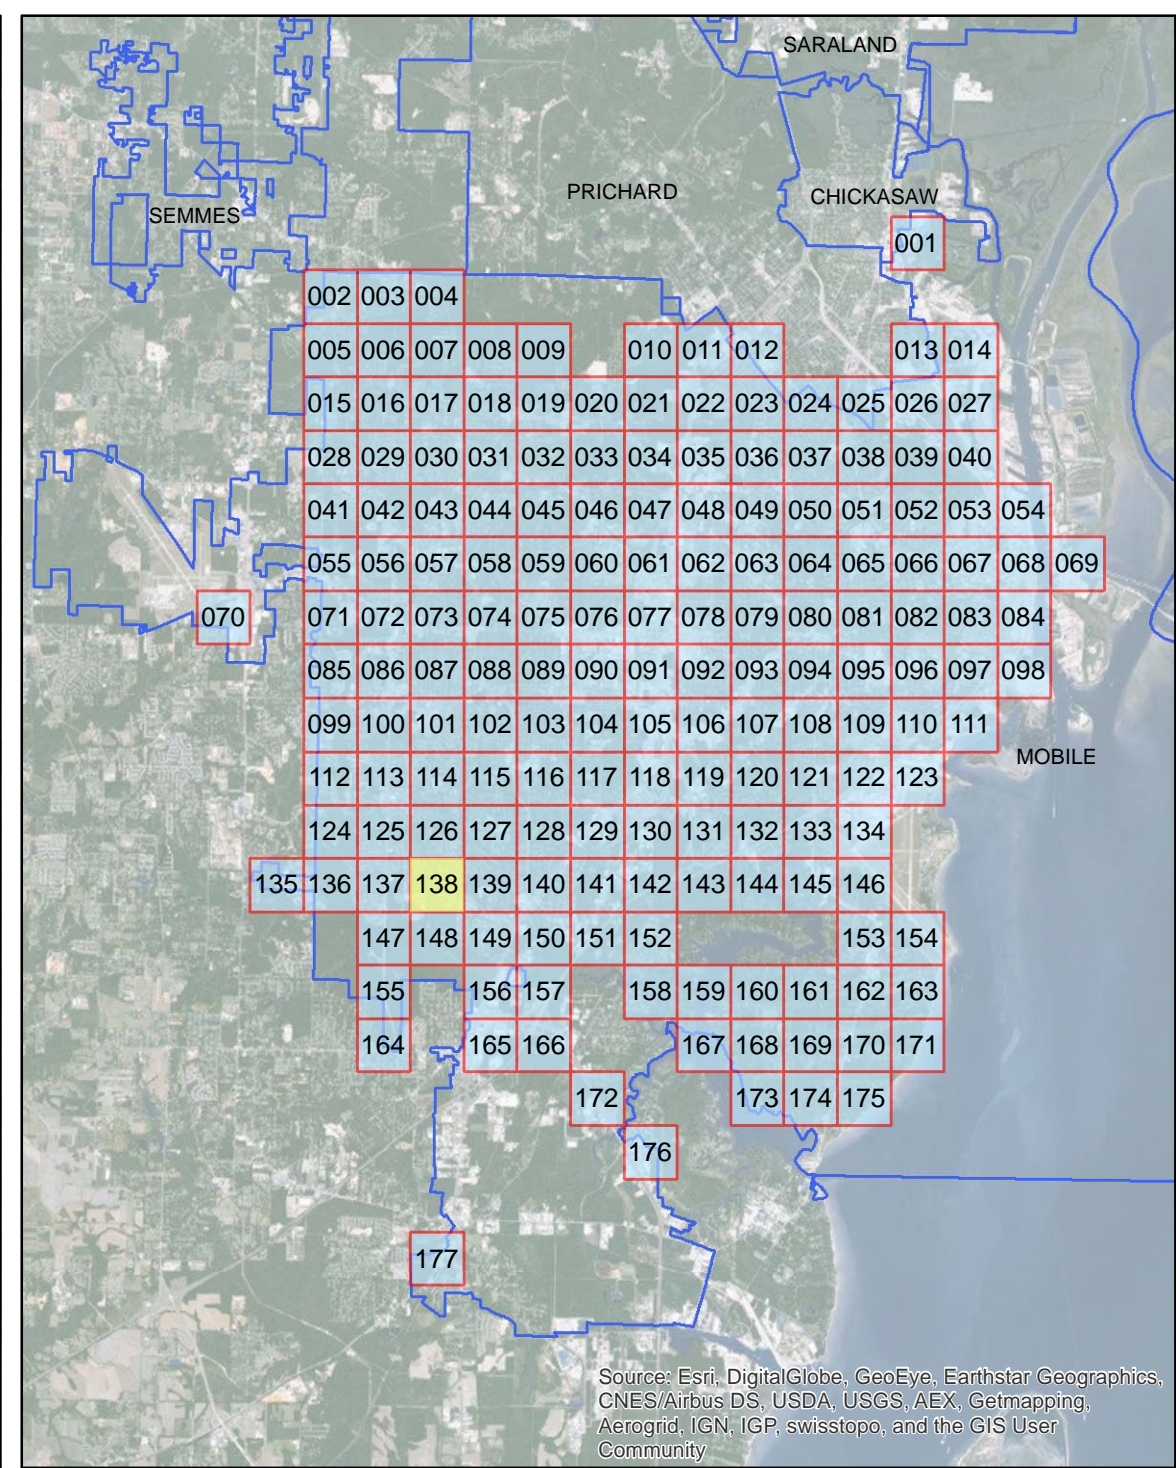 SARALAND
PRICHARD
CHICKASAW
SEMMES
001
002 003 004
005 006 007 008 009 010 011 012 013 014
015 016 017 018 019 020 021 022 023 024 025 026 027
028 029 030 031 032 033 034 035 036 037 038 039 040
041 042 043 044 045 046 047 048 049 050 051 052 053 054
055 056 057 058 059 060 061 062 063 064 065 066 067 068 069
070 071 072 073 074 075 076 077 078 079 080 081 082 083 084
085 086 087 088 089 090 091 092 093 094 095 096 097 098
099 100 101 102 103 104 105 106 107 108 109 110 111
MOBILE
112 113 114 115 116 117 118 119 120 121 122 123
124 125 126 127 128 129 130 131 132 133 134
135 136 137 138 139 140 141 142 143 144 145 146
147 148 149 150 151 152 153 154
155 156 157 158 159 160 161 162 163
164 165 166 167 168 169 170 171
172 173 174 175
176
177
Source: Esri, DigitalGlobe, GeoEye, Earthstar Geographics,
CNES/Airbus DS, USDA, USGS, AEX, Getmapping,
Aerogrid, IGN, IGP, swisstopo, and the GIS User
Community